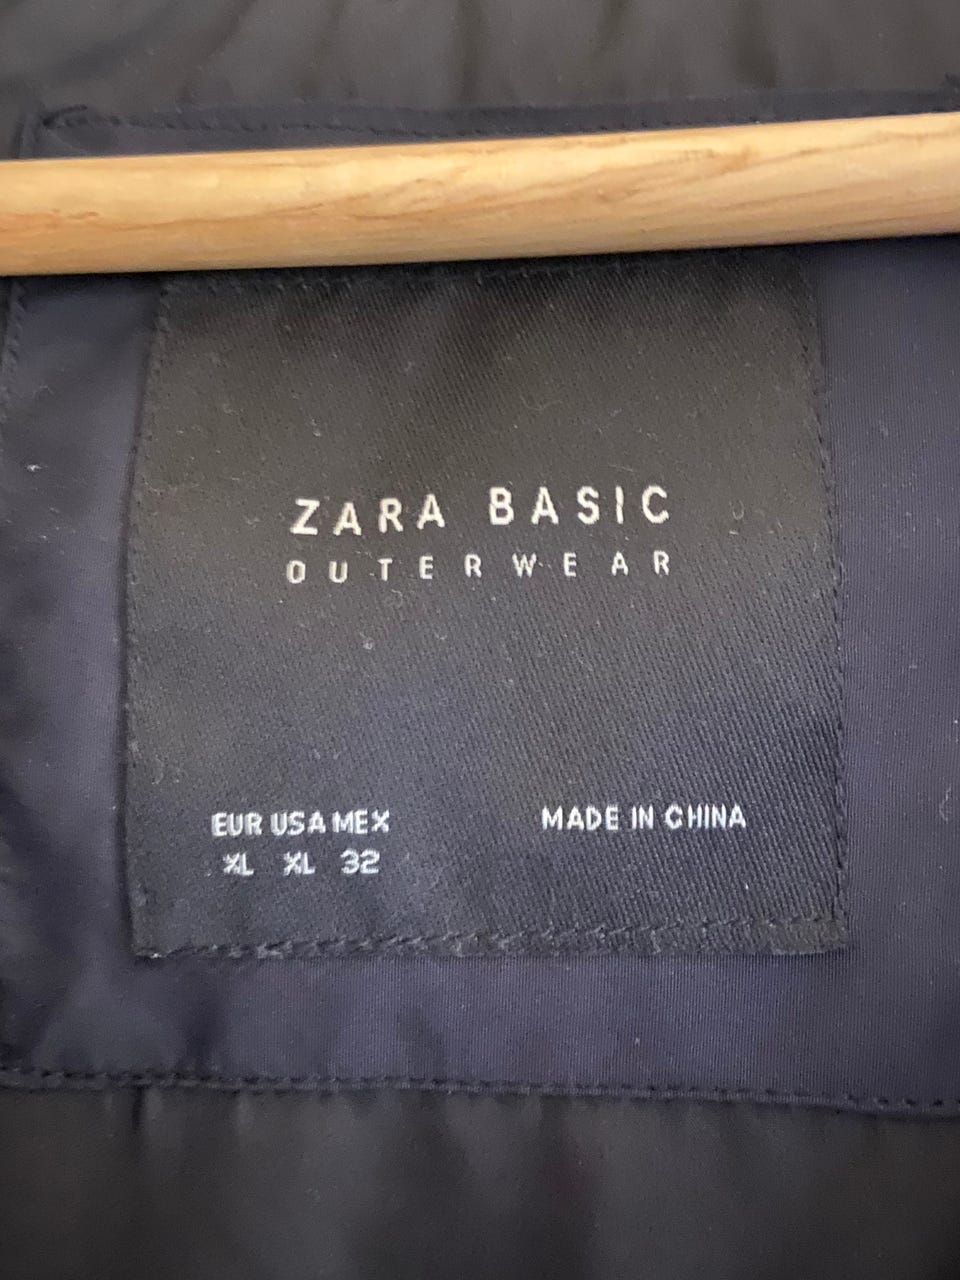 ZARA BASIC
OUTERWEAR
EUR USA MEX MADE IN CHINA
XL XL 32